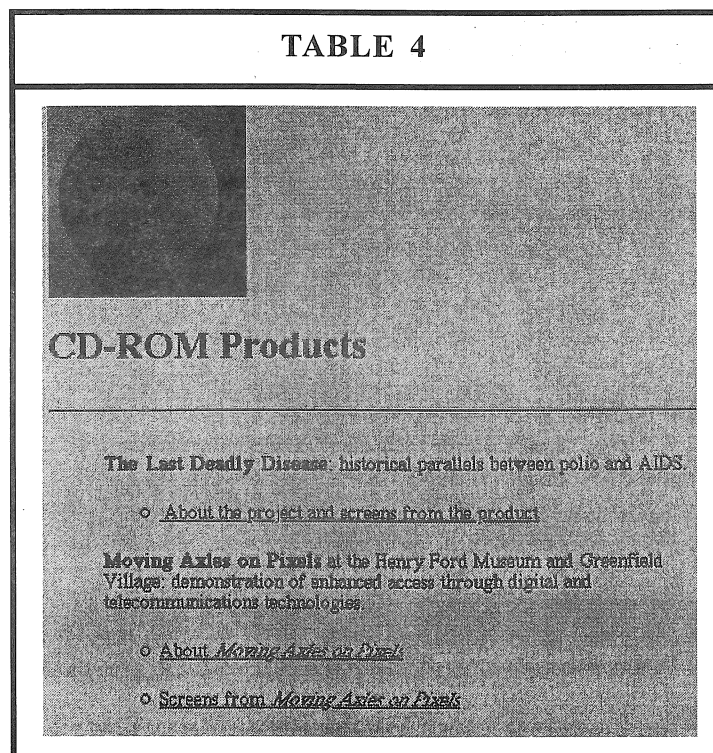 TABLE 4
CD-ROM Products
The Last Deadly Disease: historical parallels between polio and AIDS.
o About the project and screens from the product
Moving Axles on Pixels at the Henry Ford Museum and Greenfield
Village: demonstration of enhanced access through digital and
telecommunications technologies.
o About Moving Axles on Pixels
o Screens from Moving Axles on Pixels